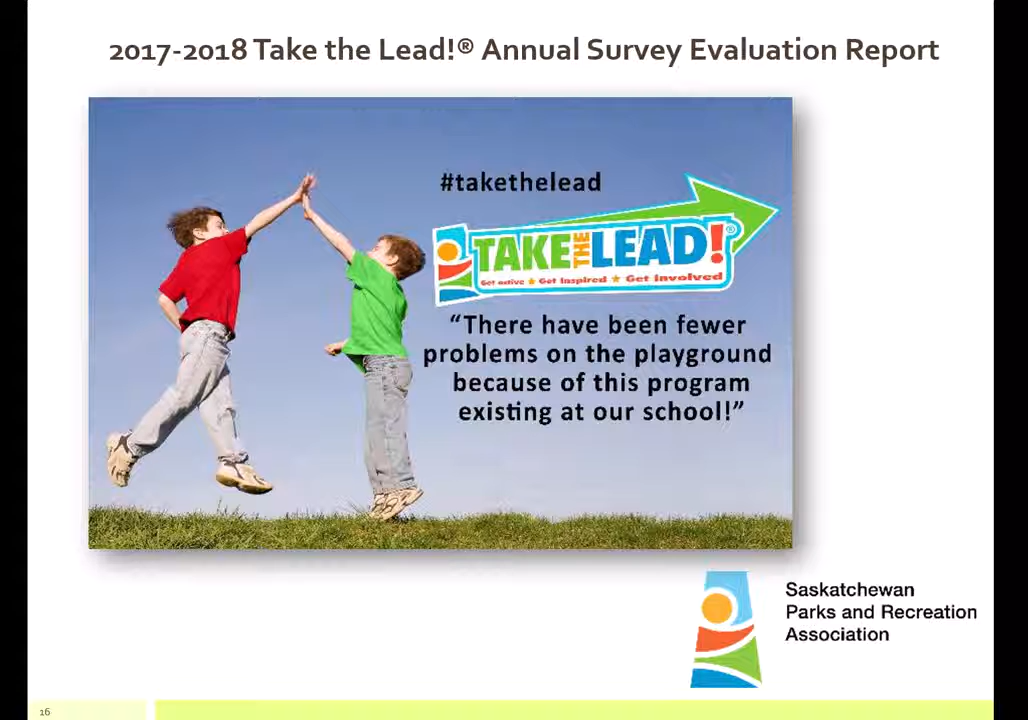 2017-2018 Take the Lead!® Annual Survey Evaluation Report
#takethelead
TAKE THE LEAD!®
Get active ★ Get Inspired ★ Get Involved
“There have been fewer
problems on the playground
because of this program
existing at our school!”
Saskatchewan
Parks and Recreation
Association
16